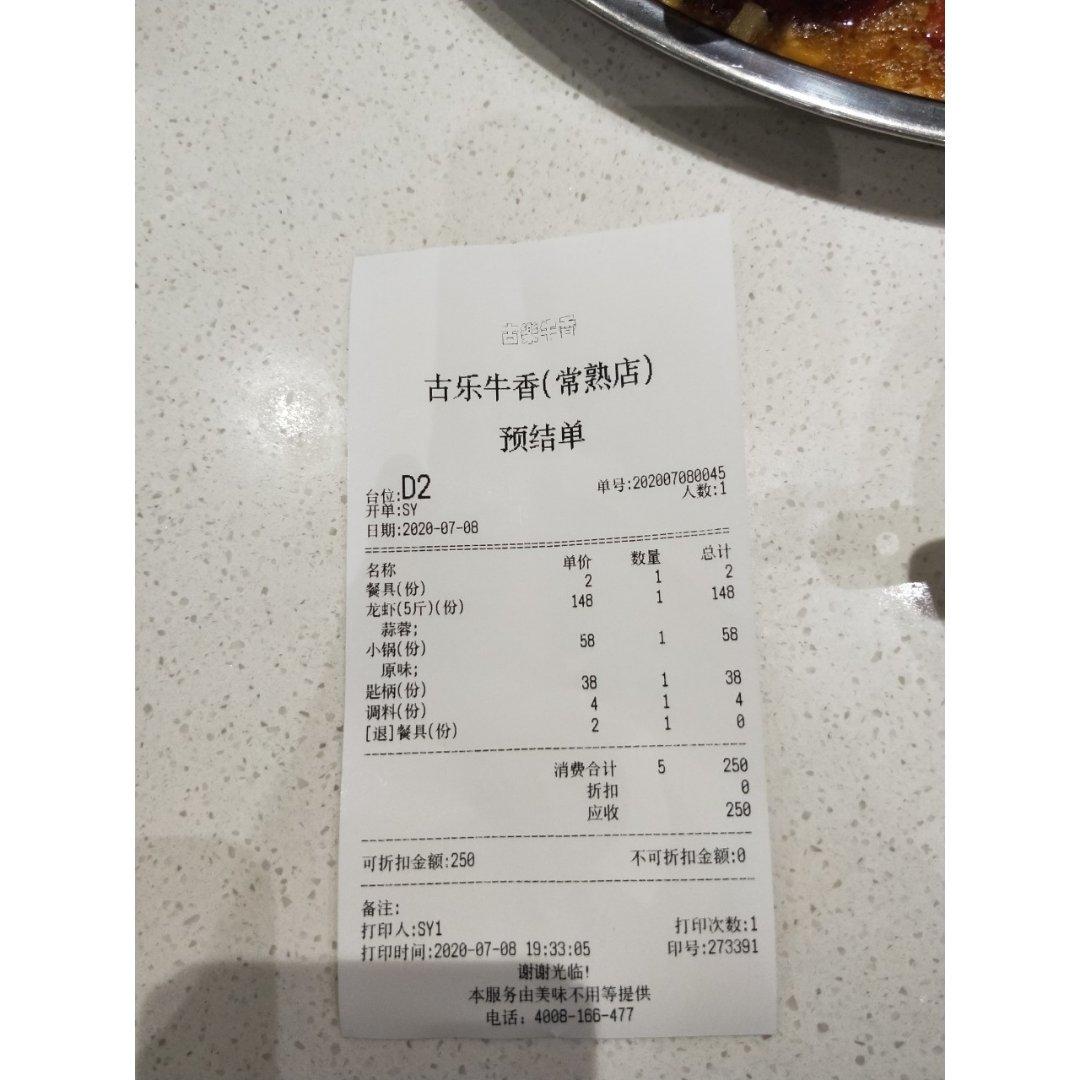 古樂牛香
古乐牛香(常熟店)
预结单
台位:D2 单号:202007080045
开单:SY 人数:1
日期:2020-07-08
名称 单价 数量 总计
餐具(份) 2 1 2
龙虾(5斤)(份) 148 1 148
蒜蓉;
小锅(份) 58 1 58
原味;
匙柄(份) 38 1 38
调料(份) 4 1 4
[退]餐具(份) 2 1 0
消费合计 5 250
折扣 0
应收 250
可折扣金额:250 不可折扣金额:0
备注:
打印人:SY1 打印次数:1
打印时间:2020-07-08 19:33:05 印号:273391
谢谢光临!
本服务由美味不用等提供
电话: 4008-166-477